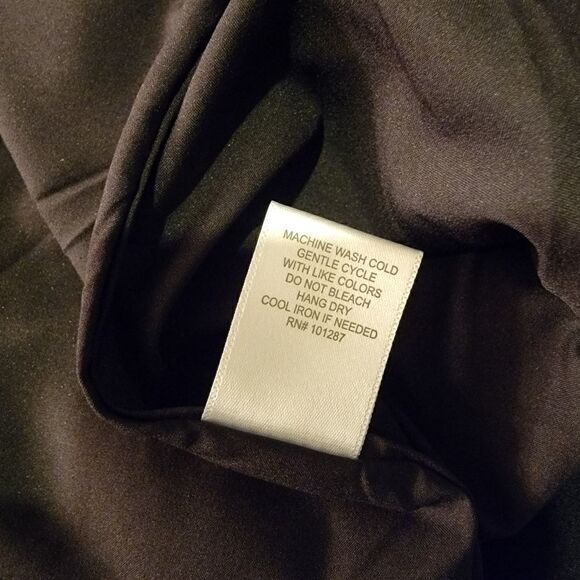 MACHINE WASH COLD
GENTLE CYCLE
WITH LIKE COLORS
DO NOT BLEACH
HANG DRY
COOL IRON IF NEEDED
RN# 101287